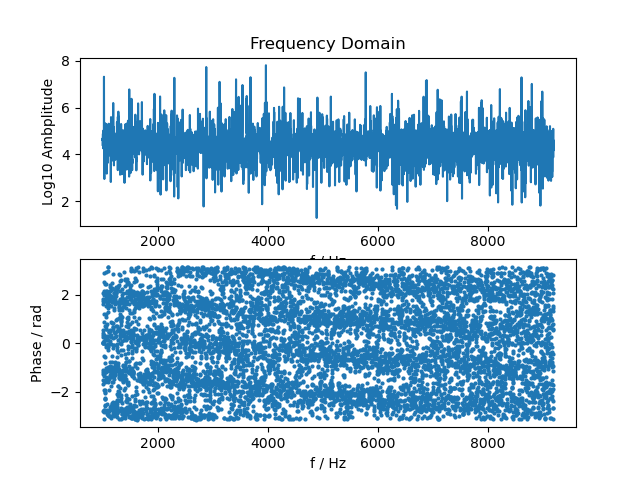 Frequency Domain
8
6
4
2
Log10 Ambplitude
2000 4000 6000 8000
f / Hz
2
0
−2
Phase / rad
2000 4000 6000 8000
f / Hz